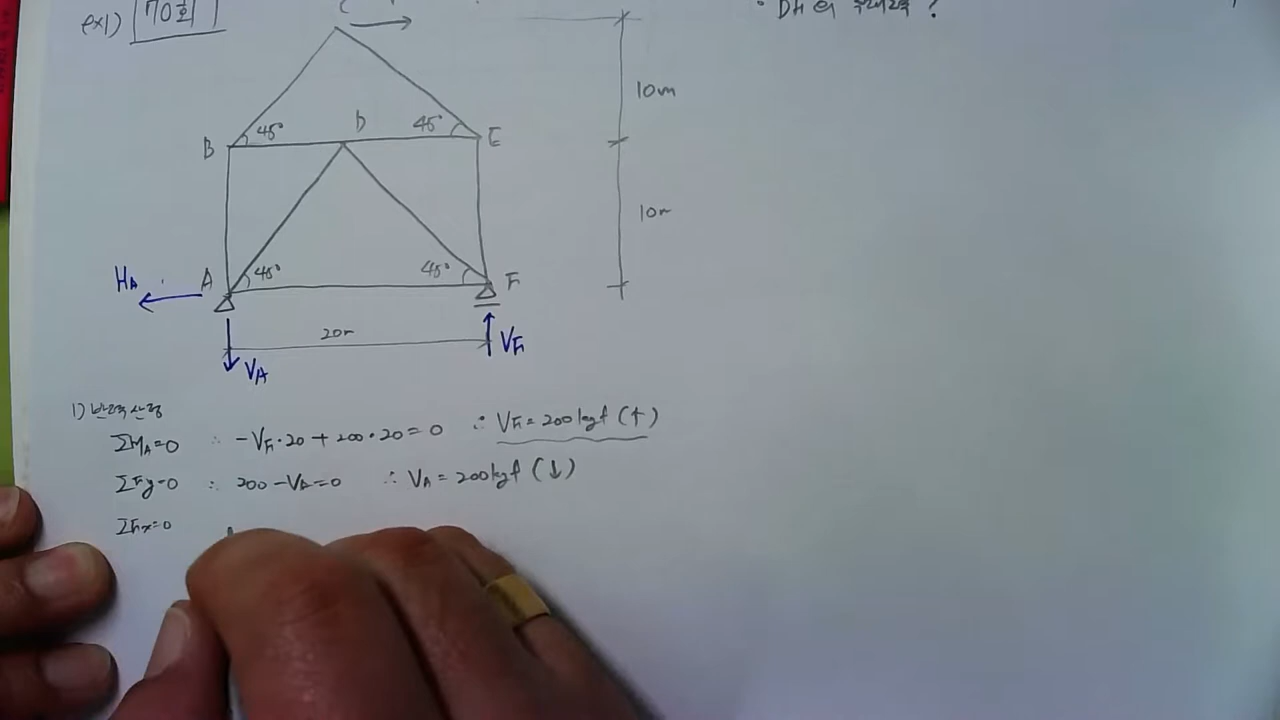 ex1) 70회
C
10m
B 45° D 45° E
10m
HA A 45° 45° F
20m
VA VF
1) 반력산정
ΣMA=0 ∴ -VF·20+200·20=0 ∴ VF=200kgf(↑)
ΣFy=0 ∴ 200-VA=0 ∴ VA=200kgf(↓)
ΣFx=0